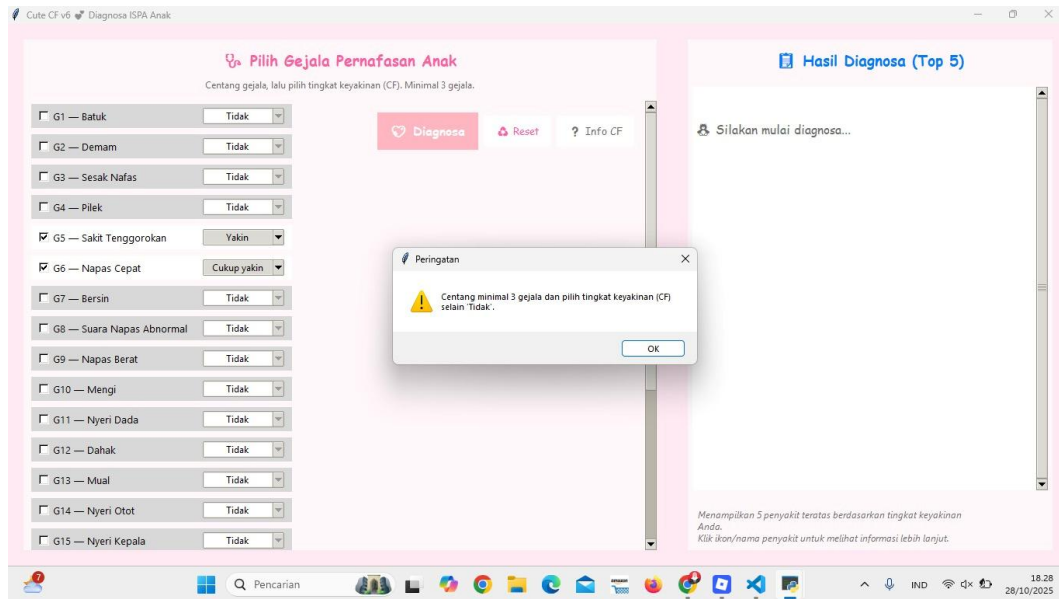 Cute CF v6 💕 Diagnosa ISPA Anak
🩺 Pilih Gejala Pernafasan Anak
Centang gejala, lalu pilih tingkat keyakinan (CF). Minimal 3 gejala.
G1 — Batuk Tidak
G2 — Demam Tidak
G3 — Sesak Nafas Tidak
G4 — Pilek Tidak
G5 — Sakit Tenggorokan Yakin
G6 — Napas Cepat Cukup yakin
G7 — Bersin Tidak
G8 — Suara Napas Abnormal Tidak
G9 — Napas Berat Tidak
G10 — Mengi Tidak
G11 — Nyeri Dada Tidak
G12 — Dahak Tidak
G13 — Mual Tidak
G14 — Nyeri Otot Tidak
G15 — Nyeri Kepala Tidak
Diagnosa Reset ? Info CF
Peringatan
Centang minimal 3 gejala dan pilih tingkat keyakinan (CF)
selain 'Tidak'.
OK
Hasil Diagnosa (Top 5)
Silakan mulai diagnosa...
Menampilkan 5 penyakit teratas berdasarkan tingkat keyakinan
Anda.
Klik ikon/nama penyakit untuk melihat informasi lebih lanjut.
7
Pencarian
IND
18.28
28/10/2025